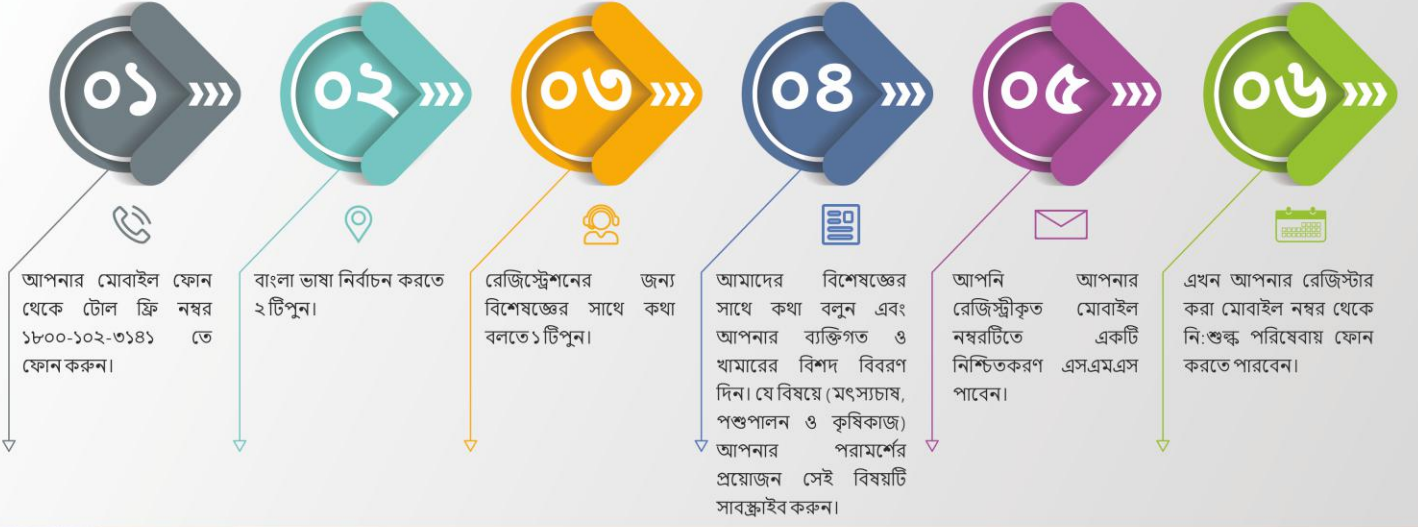 ০১
আপনার মোবাইল ফোন
থেকে টোল ফ্রি নম্বর
১৮০০-১০২-৩১৪১ তে
ফোন করুন।
০২
বাংলা ভাষা নির্বাচন করতে
২ টিপুন।
০৩
রেজিস্ট্রেশনের জন্য
বিশেষজ্ঞের সাথে কথা
বলতে ১ টিপুন।
০৪
আমাদের বিশেষজ্ঞের
সাথে কথা বলুন এবং
আপনার ব্যক্তিগত ও
খামারের বিশদ বিবরণ
দিন। যে বিষয়ে (মৎস্যচাষ,
পশুপালন ও কৃষিকাজ)
আপনার পরামর্শের
প্রয়োজন সেই বিষয়টি
সাবস্ক্রাইব করুন।
০৫
আপনি আপনার
রেজিস্ট্রীকৃত মোবাইল
নম্বরটিতে একটি
নিশ্চিতকরণ এসএমএস
পাবেন।
০৬
এখন আপনার রেজিস্টার
করা মোবাইল নম্বর থেকে
নি:শুল্ক পরিষেবায় ফোন
করতে পারবেন।